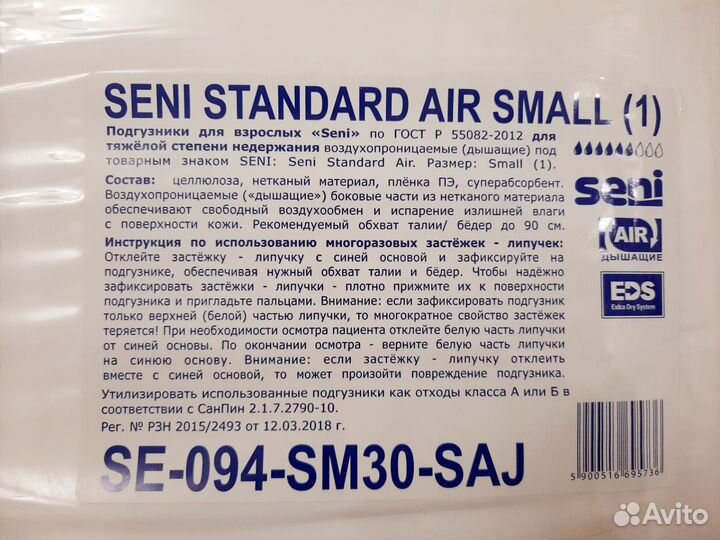 SENI STANDARD AIR SMALL (1)
Подгузники для взрослых «Seni» по ГОСТ Р 55082-2012 для
тяжёлой степени недержания воздухопроницаемые (дышащие) под
товарным знаком SENI: Seni Standard Air. Размер: Small (1).
Состав: целлюлоза, нетканый материал, плёнка ПЭ, суперабсорбент.
Воздухопроницаемые («дышащие») боковые части из нетканого материала
обеспечивают свободный воздухообмен и испарение излишней влаги
с поверхности кожи. Рекомендуемый обхват талии/ бёдер до 90 см.
seni
AIR
ДЫШАЩИЕ
EDS
Extra Dry System
Инструкция по использованию многоразовых застёжек - липучек:
Отклейте застёжку - липучку с синей основой и зафиксируйте на
подгузнике, обеспечивая нужный обхват талии и бёдер. Чтобы надёжно
зафиксировать застёжки - липучки - плотно прижмите их к поверхности
подгузника и пригладьте пальцами. Внимание: если зафиксировать подгузник
только верхней (белой) частью липучки, то многократное свойство застёжек
теряется! При необходимости осмотра пациента отклейте белую часть липучки
от синей основы. По окончании осмотра - верните белую часть липучки
на синюю основу. Внимание: если застёжку - липучку отклеить
вместе с синей основой, то может произойти повреждение подгузника.
Утилизировать использованные подгузники как отходы класса А или Б в
соответствии с СанПин 2.1.7.2790-10.
Рег. № РЗН 2015/2493 от 12.03.2018 г.
SE-094-SM30-SAJ
5 900516 695736
Avito